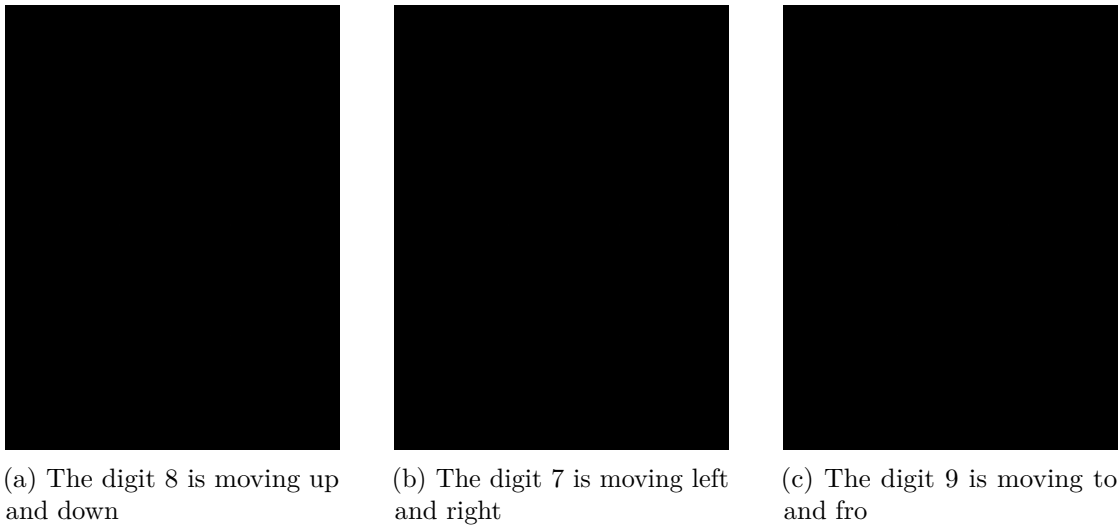 (a) The digit 8 is moving up
and down
(b) The digit 7 is moving left
and right
(c) The digit 9 is moving to
and fro